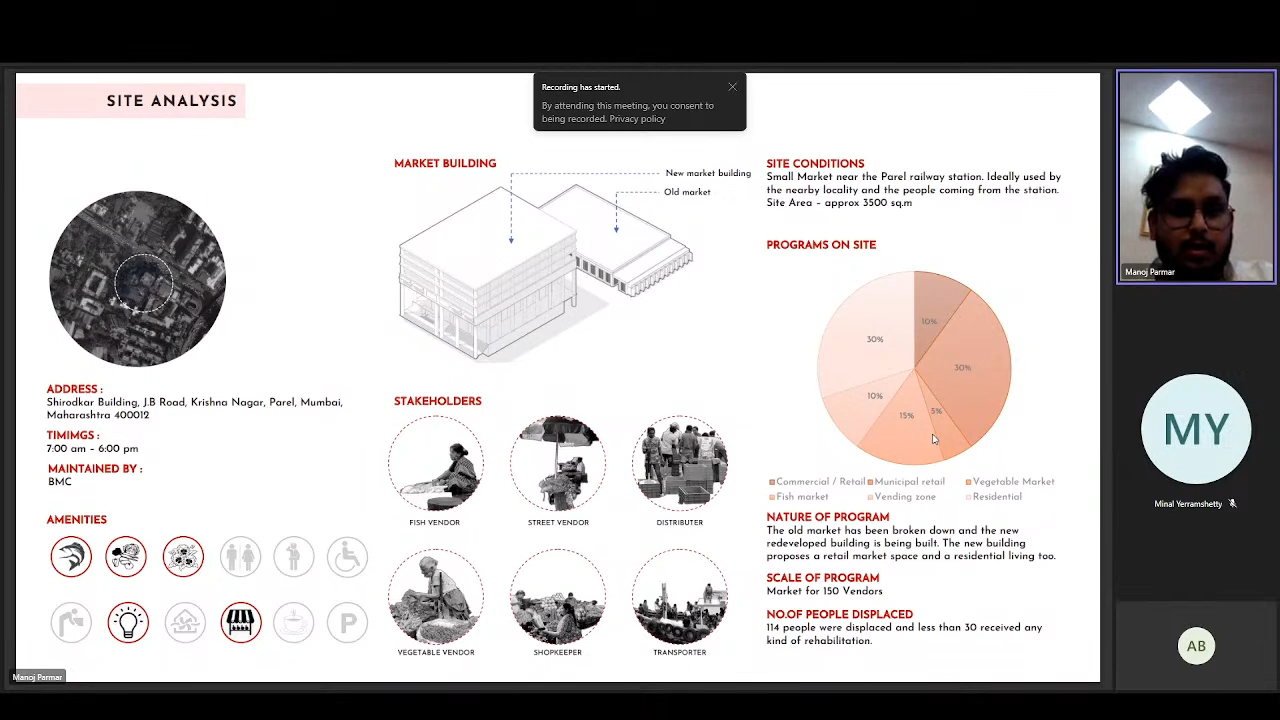 SITE ANALYSIS
Recording has started.
By attending this meeting, you consent to
being recorded. Privacy policy
MARKET BUILDING
New market building
Old market
ADDRESS :
Shirodkar Building, J.B Road, Krishna Nagar, Parel, Mumbai,
Maharashtra 400012
TIMIMGS :
7:00 am – 6:00 pm
MAINTAINED BY :
BMC
AMENITIES
P
STAKEHOLDERS
FISH VENDOR
STREET VENDOR
DISTRIBUTER
VEGETABLE VENDOR
SHOPKEEPER
TRANSPORTER
SITE CONDITIONS
Small Market near the Parel railway station. Ideally used by
the nearby locality and the people coming from the station.
Site Area – approx 3500 sq.m
PROGRAMS ON SITE
10%
30%
30%
10%
15%
5%
Commercial / Retail
Municipal retail
Vegetable Market
Fish market
Vending zone
Residential
NATURE OF PROGRAM
The old market has been broken down and the new
redeveloped building is being built. The new building
proposes a retail market space and a residential living too.
SCALE OF PROGRAM
Market for 150 Vendors
NO.OF PEOPLE DISPLACED
114 people were displaced and less than 30 received any
kind of rehabilitation.
Manoj Parmar
Manoj Parmar
MY
Minal Yerramshetty
AB